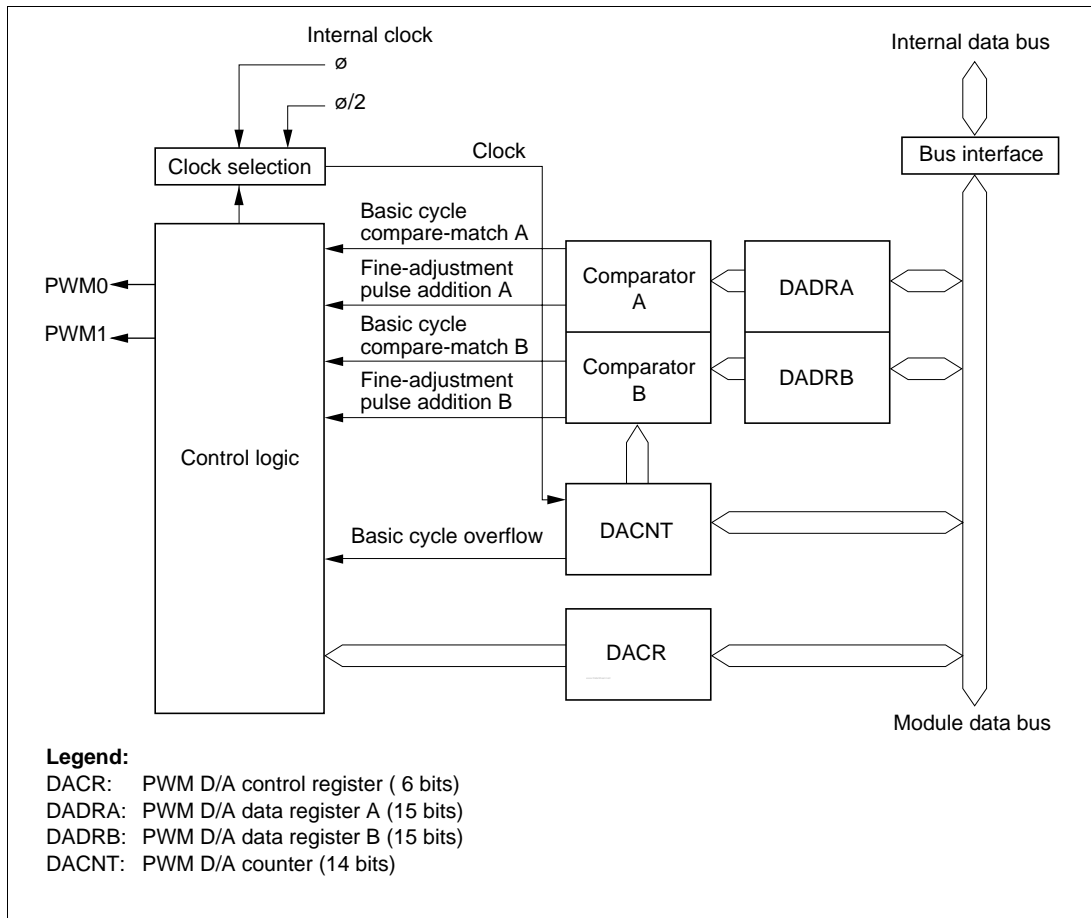 Internal clock
ø
ø/2
Internal data bus
Clock selection
Clock
Bus interface
Basic cycle
compare-match A
Fine-adjustment
pulse addition A
Basic cycle
compare-match B
Fine-adjustment
pulse addition B
PWM0
PWM1
Comparator
A
DADRA
Comparator
B
DADRB
Control logic
DACNT
Basic cycle overflow
DACR
Module data bus
Legend:
DACR: PWM D/A control register ( 6 bits)
DADRA: PWM D/A data register A (15 bits)
DADRB: PWM D/A data register B (15 bits)
DACNT: PWM D/A counter (14 bits)